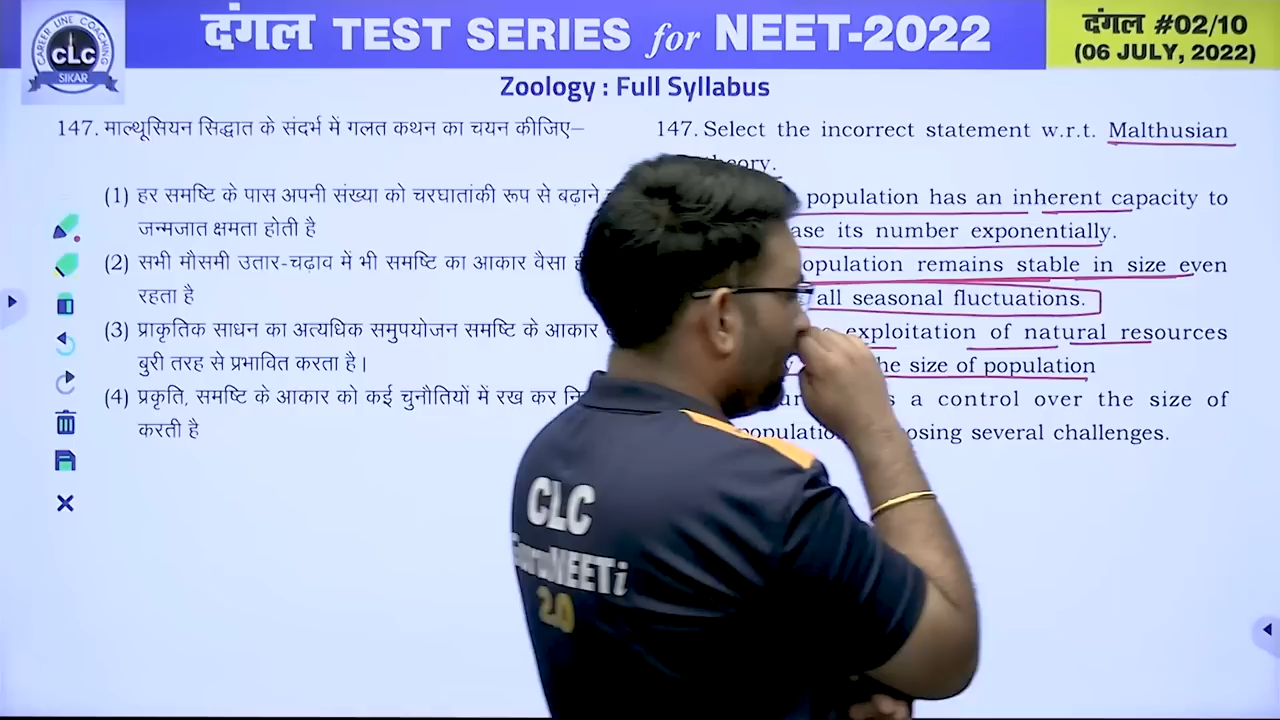 दंगल TEST SERIES for NEET-2022
दंगल #02/10
(06 JULY, 2022)
CAREER LINE COACHING
CLC
SIKAR
Zoology : Full Syllabus
147. माल्थूसियन सिद्धात के संदर्भ में गलत कथन का चयन कीजिए–
(1) हर समष्टि के पास अपनी संख्या को चरघातांकी रूप से बढ़ाने
जन्मजात क्षमता होती है
(2) सभी मौसमी उतार-चढ़ाव में भी समष्टि का आकार वैसा
रहता है
(3) प्राकृतिक साधन का अत्यधिक समुपयोजन समष्टि के आकार
बुरी तरह से प्रभावित करता है।
(4) प्रकृति, समष्टि के आकार को कई चुनौतियों में रख कर
करती है
147. Select the incorrect statement w.r.t. Malthusian
population has an inherent capacity to
its number exponentially.
remains stable in size even
all seasonal fluctuations.
exploitation of natural resources
the size of population
a control over the size of
several challenges.
CLC
2.0